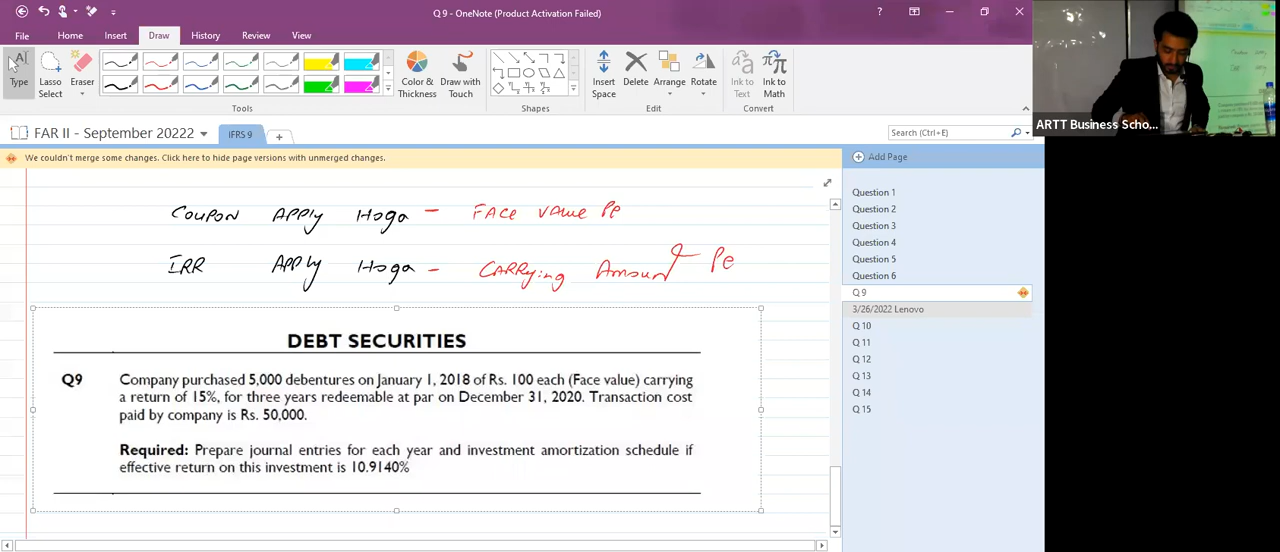 Q 9 - OneNote (Product Activation Failed)
File Home Insert Draw History Review View
Type
Lasso Select
Eraser
Color & Thickness
Draw with Touch
Insert Space
Delete
Arrange
Rotate
Ink to Text
Ink to Math
Tools
Shapes
Edit
Convert
ARTT Business Scho...
FAR II - September 20222
IFRS 9
Search (Ctrl+E)
We couldn't merge some changes. Click here to hide page versions with unmerged changes.
Add Page
COUPON APPLY Hoga - FACE VALUE Pe
IRR APPLY Hoga - CARRying Amount Pe
DEBT SECURITIES
Q9 Company purchased 5,000 debentures on January 1, 2018 of Rs. 100 each (Face value) carrying
a return of 15%, for three years redeemable at par on December 31, 2020. Transaction cost
paid by company is Rs. 50,000.
Required: Prepare journal entries for each year and investment amortization schedule if
effective return on this investment is 10.9140%
Question 1
Question 2
Question 3
Question 4
Question 5
Question 6
Q 9
3/26/2022 Lenovo
Q 10
Q 11
Q 12
Q 13
Q 14
Q 15